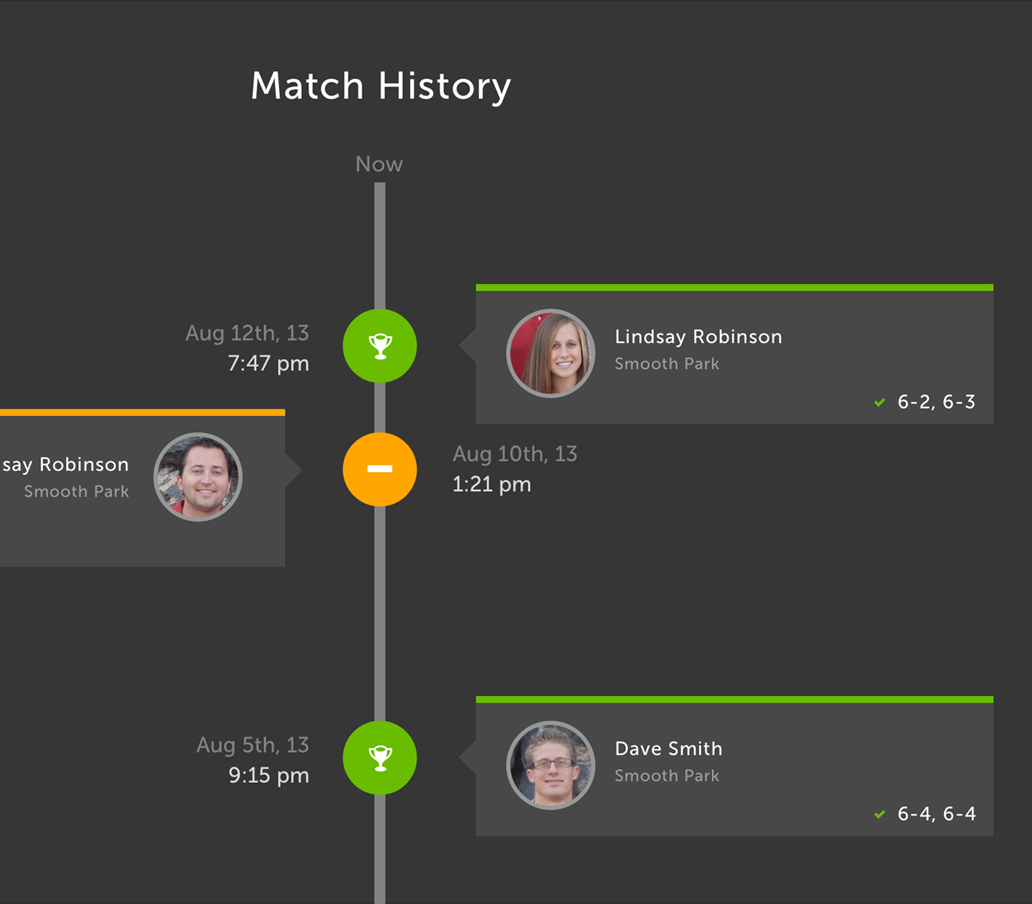 Match History
Now
Aug 12th, 13
7:47 pm
Lindsay Robinson
Smooth Park
6-2, 6-3
say Robinson
Smooth Park
Aug 10th, 13
1:21 pm
Aug 5th, 13
9:15 pm
Dave Smith
Smooth Park
6-4, 6-4